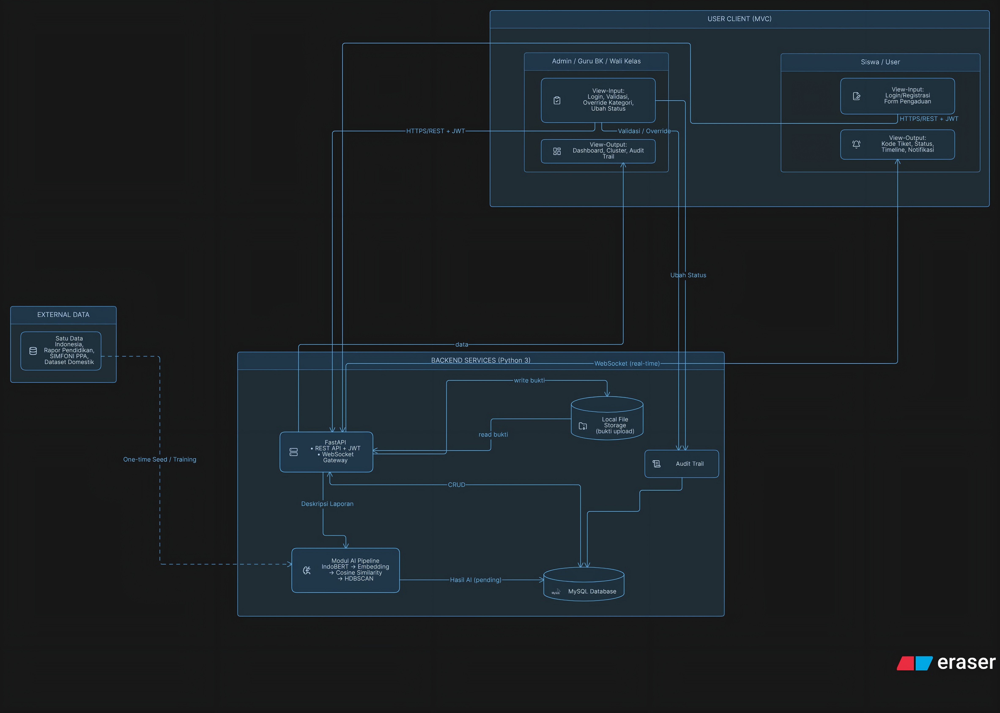 USER CLIENT (MVC)
Admin / Guru BK / Wali Kelas
View-Input:
Login, Validasi,
Override Kategori,
Ubah Status
View-Output:
Dashboard, Cluster, Audit
Trail
Siswa / User
View-Input:
Login/Registrasi
Form Pengaduan
HTTPS/REST + JWT
View-Output:
Kode Tiket, Status,
Timeline, Notifikasi
HTTPS/REST + JWT
Validasi / Override
Ubah Status
EXTERNAL DATA
Satu Data
Indonesia,
Rapor Pendidikan,
SIMFONI PPA,
Dataset Domestik
One-time Seed / Training
data
BACKEND SERVICES (Python 3)
WebSocket (real-time)
write bukti
Local File
Storage
(bukti upload)
read bukti
FastAPI
• REST API + JWT
• WebSocket
Gateway
Audit Trail
CRUD
Deskripsi Laporan
Modul AI Pipeline
IndoBERT → Embedding
→ Cosine Similarity
→ HDBSCAN
Hasil AI (pending)
MySQL
MySQL Database
eraser